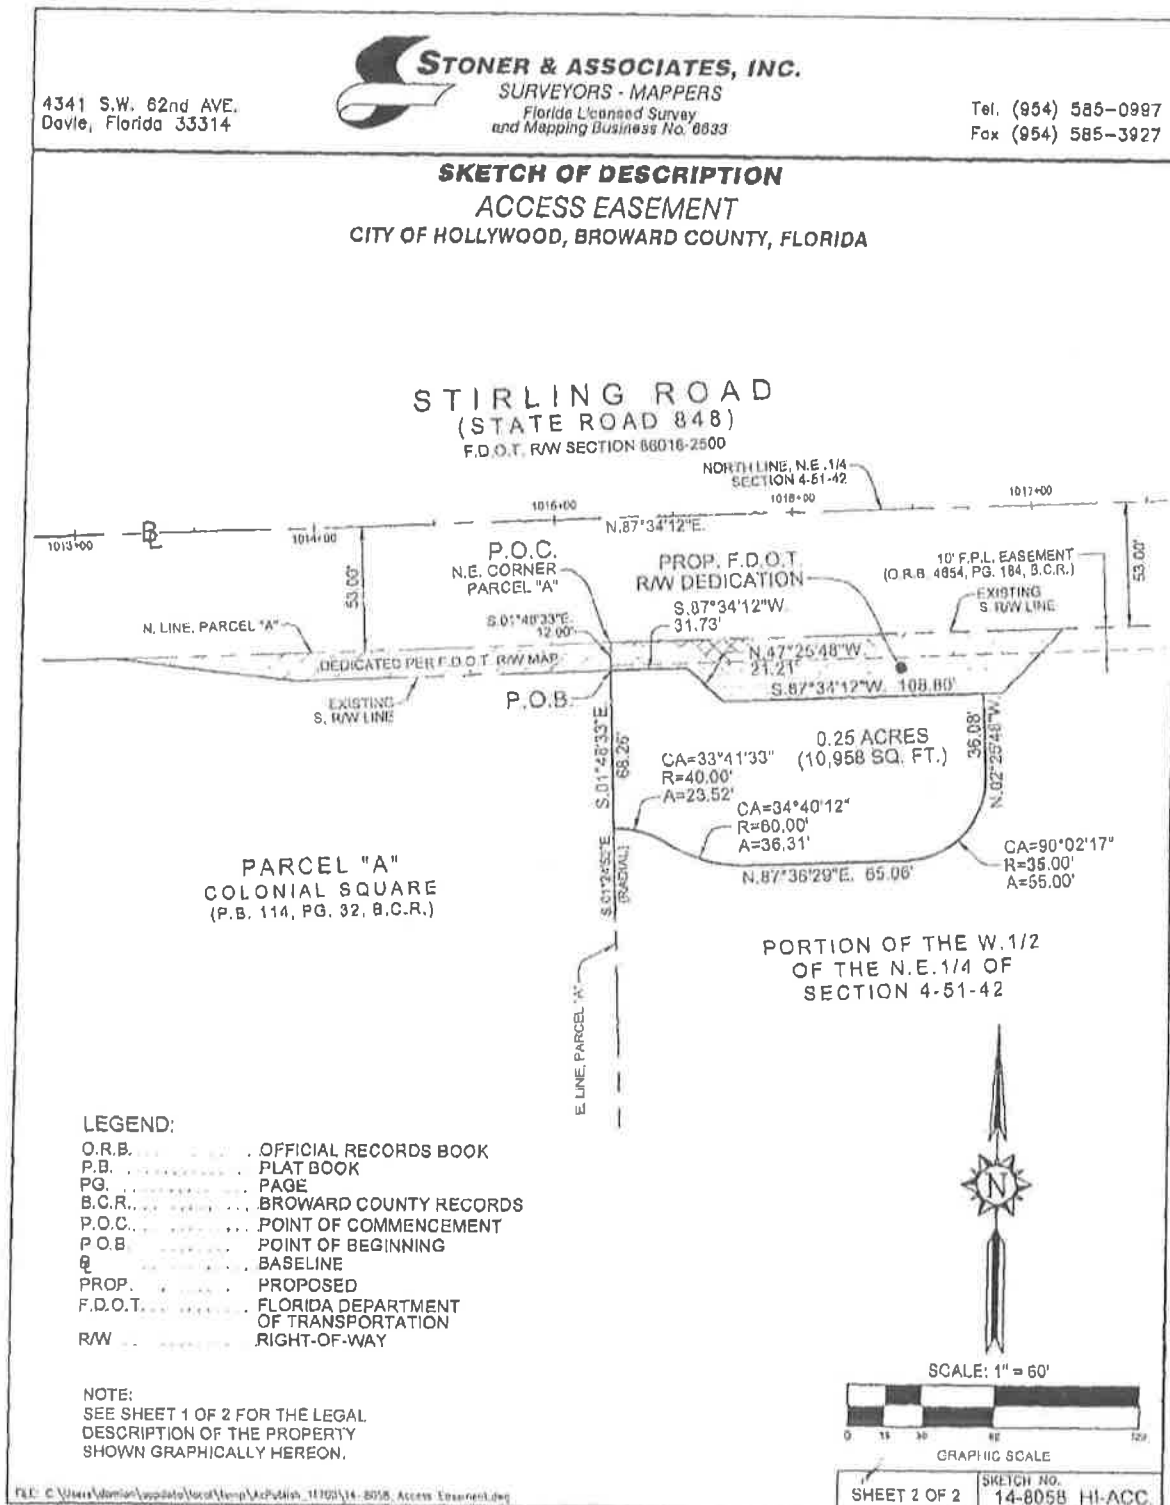 STONER & ASSOCIATES, INC.
SURVEYORS - MAPPERS
Florida Licensed Survey
and Mapping Business No. 6633
4341 S.W. 62nd AVE.
Davie, Florida 33314
Tel. (954) 585-0997
Fax (954) 585-3927
SKETCH OF DESCRIPTION
ACCESS EASEMENT
CITY OF HOLLYWOOD, BROWARD COUNTY, FLORIDA
STIRLING ROAD
(STATE ROAD 848)
F.D.O.T. R/W SECTION 86016-2500
NORTH LINE, N.E. 1/4
SECTION 4-51-42
1013+00
1014+00
1016+00
1018+00
1017+00
N.87°34'12"E.
53.00'
53.00'
P.O.C.
N.E. CORNER
PARCEL "A"
PROP. F.D.O.T.
R/W DEDICATION
10' F.P.L. EASEMENT
(O.R.B. 4654, PG. 184, B.C.R.)
EXISTING
S. R/W LINE
N. LINE, PARCEL "A"
S.01°48'33"E.
12.00'
S.87°34'12"W.
31.73'
N.47°25'48"W.
21.21'
DEDICATED PER F.D.O.T. R/W MAP
S.87°34'12"W. 108.80'
EXISTING
S. R/W LINE
P.O.B.
S.01°48'33"E.
68.26'
0.25 ACRES
(10,958 SQ. FT.)
36.08'
N.02°25'48"W.
CA=33°41'33"
R=40.00'
A=23.52'
CA=34°40'12"
R=60.00'
A=36.31'
CA=90°02'17"
R=35.00'
A=55.00'
N.87°36'29"E. 65.06'
S.01°24'52"E.
(RADIAL)
PARCEL "A"
COLONIAL SQUARE
(P.B. 114, PG. 32, B.C.R.)
PORTION OF THE W.1/2
OF THE N.E.1/4 OF
SECTION 4-51-42
E. LINE, PARCEL "A"
LEGEND:
O.R.B. OFFICIAL RECORDS BOOK
P.B. PLAT BOOK
PG. PAGE
B.C.R. BROWARD COUNTY RECORDS
P.O.C. POINT OF COMMENCEMENT
P.O.B. POINT OF BEGINNING
BASELINE
PROP. PROPOSED
F.D.O.T. FLORIDA DEPARTMENT
OF TRANSPORTATION
R/W RIGHT-OF-WAY
N
SCALE: 1" = 60'
0 15 30 60 120
GRAPHIC SCALE
NOTE:
SEE SHEET 1 OF 2 FOR THE LEGAL
DESCRIPTION OF THE PROPERTY
SHOWN GRAPHICALLY HEREON.
SHEET 2 OF 2
SKETCH NO.
14-8058 HI-ACC